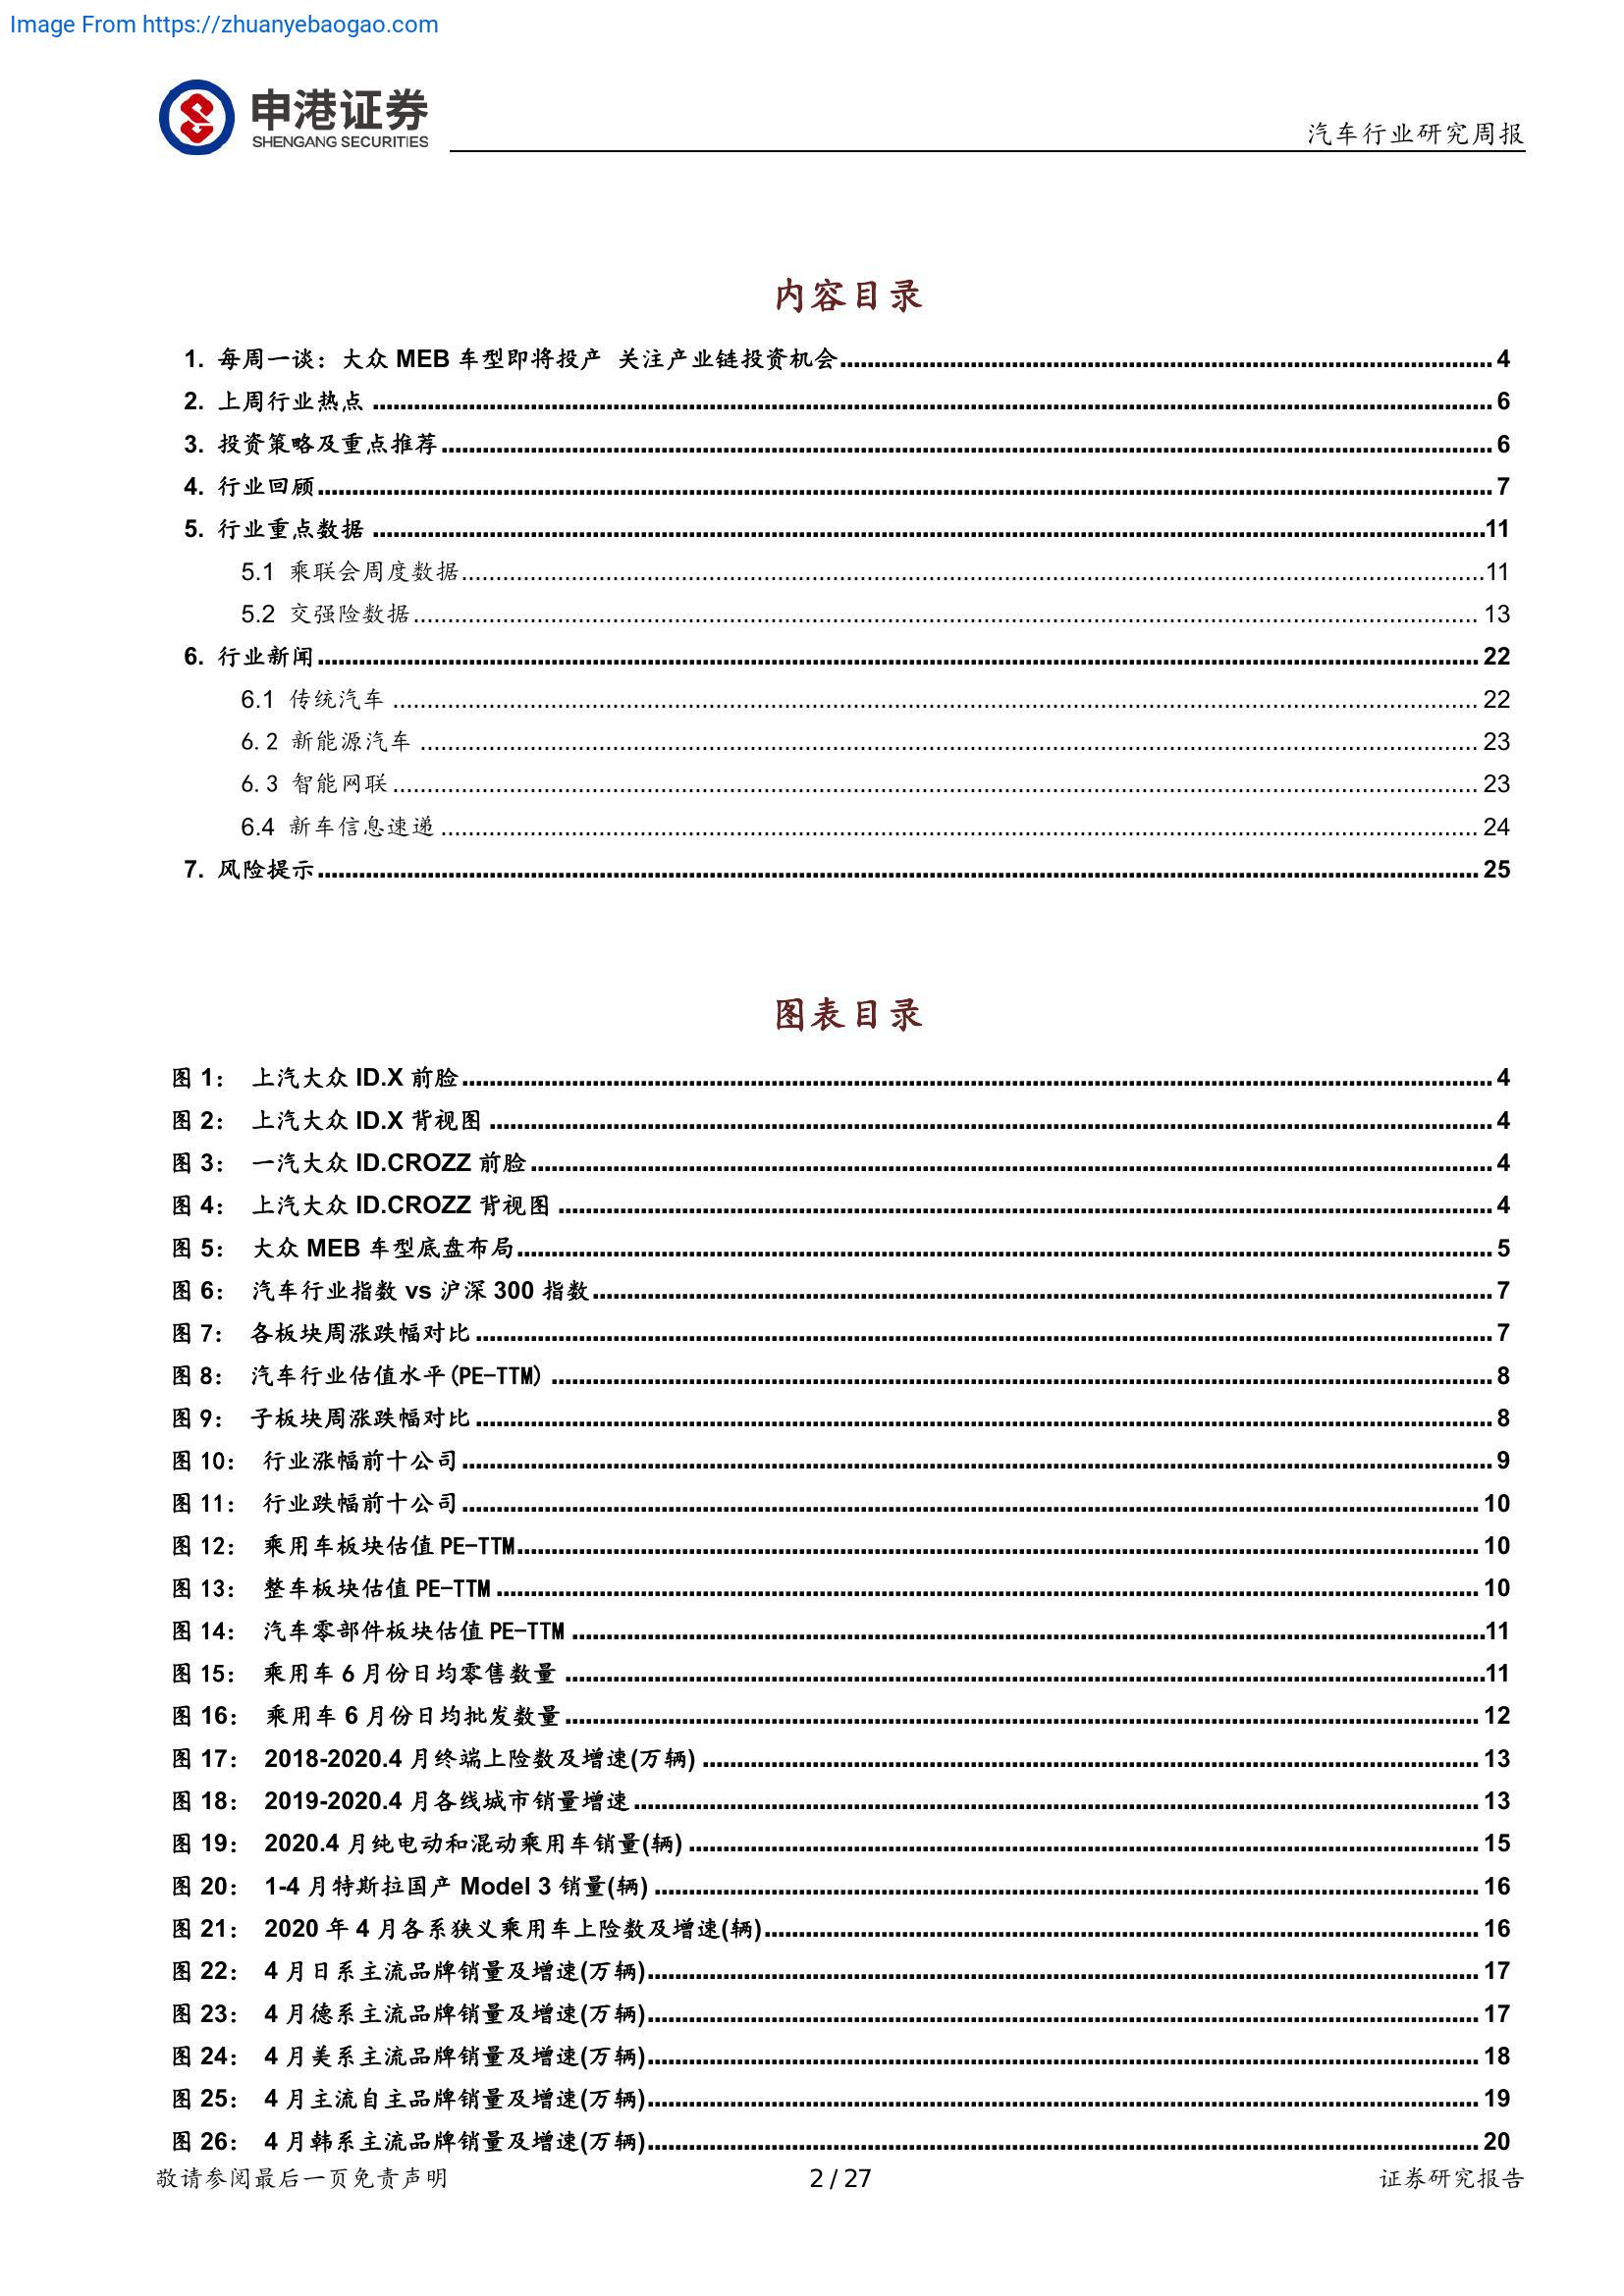 Image From https://zhuanyebaogao.com
申港证券
SHENGANG SECURITIES
汽车行业研究周报
内容目录
1. 每周一谈：大众 MEB 车型即将投产 关注产业链投资机会 4
2. 上周行业热点 6
3. 投资策略及重点推荐 6
4. 行业回顾 7
5. 行业重点数据 11
5.1 乘联会周度数据 11
5.2 交强险数据 13
6. 行业新闻 22
6.1 传统汽车 22
6.2 新能源汽车 23
6.3 智能网联 23
6.4 新车信息速递 24
7. 风险提示 25
图表目录
图 1： 上汽大众 ID.X 前脸 4
图 2： 上汽大众 ID.X 背视图 4
图 3： 一汽大众 ID.CROZZ 前脸 4
图 4： 上汽大众 ID.CROZZ 背视图 4
图 5： 大众 MEB 车型底盘布局 5
图 6： 汽车行业指数 vs 沪深 300 指数 7
图 7： 各板块周涨跌幅对比 7
图 8： 汽车行业估值水平(PE-TTM) 8
图 9： 子板块周涨跌幅对比 8
图 10： 行业涨幅前十公司 9
图 11： 行业跌幅前十公司 10
图 12： 乘用车板块估值 PE-TTM 10
图 13： 整车板块估值 PE-TTM 10
图 14： 汽车零部件板块估值 PE-TTM 11
图 15： 乘用车 6 月份日均零售数量 11
图 16： 乘用车 6 月份日均批发数量 12
图 17： 2018-2020.4 月终端上险数及增速(万辆) 13
图 18： 2019-2020.4 月各线城市销量增速 13
图 19： 2020.4 月纯电动和混动乘用车销量(辆) 15
图 20： 1-4 月特斯拉国产 Model 3 销量(辆) 16
图 21： 2020 年 4 月各系狭义乘用车上险数及增速(辆) 16
图 22： 4 月日系主流品牌销量及增速(万辆) 17
图 23： 4 月德系主流品牌销量及增速(万辆) 17
图 24： 4 月美系主流品牌销量及增速(万辆) 18
图 25： 4 月主流自主品牌销量及增速(万辆) 19
图 26： 4 月韩系主流品牌销量及增速(万辆) 20
敬请参阅最后一页免责声明 2 / 27 证券研究报告